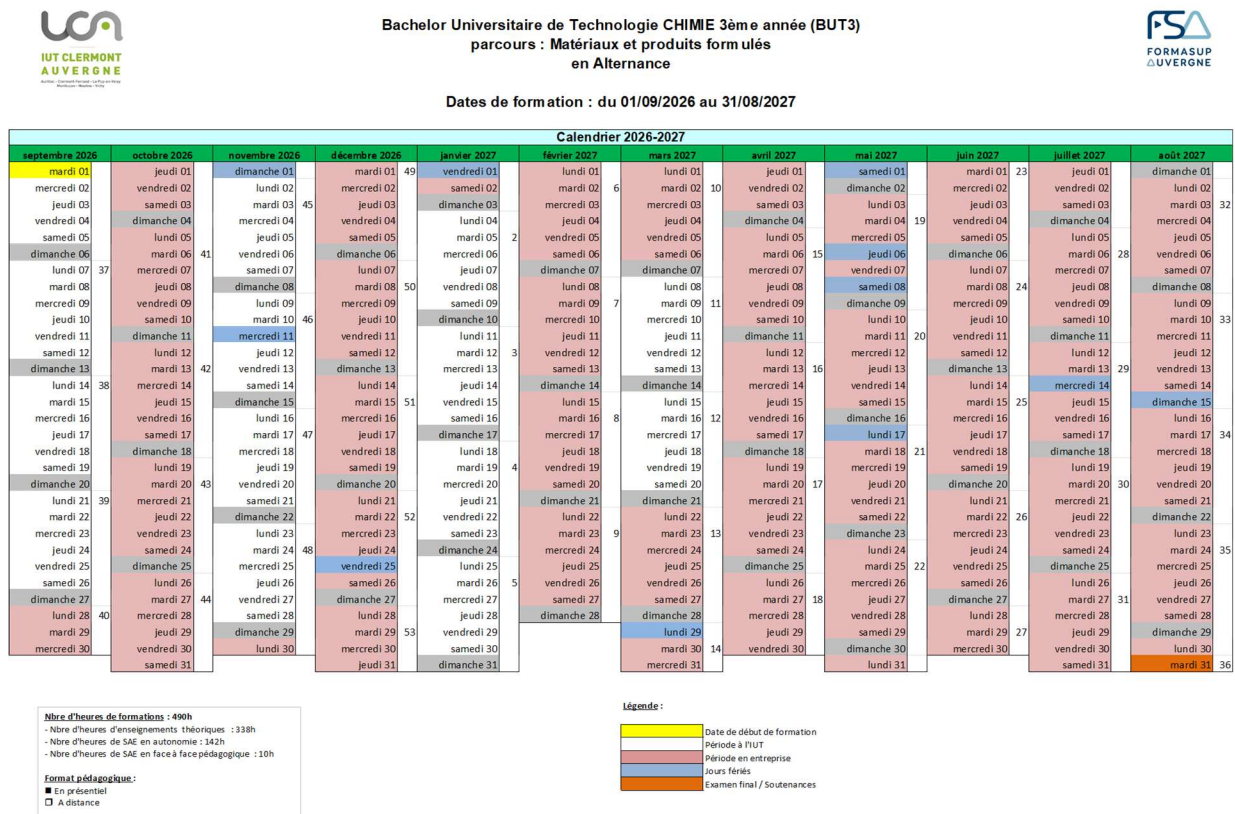 UCA
IUT CLERMONT
AUVERGNE
Bachelor Universitaire de Technologie CHIMIE 3ème année (BUT3)
parcours : Matériaux et produits formulés
en Alternance
FSA
FORMASUP
AUVERGNE
Dates de formation : du 01/09/2026 au 31/08/2027
Calendrier 2026-2027
septembre 2026 octobre 2026 novembre 2026 décembre 2026 janvier 2027 février 2027 mars 2027 avril 2027 mai 2027 juin 2027 juillet 2027 août 2027
mardi 01 jeudi 01 dimanche 01 mardi 01 49 vendredi 01 lundi 01 lundi 01 jeudi 01 samedi 01 mardi 01 23 jeudi 01 dimanche 01
mercredi 02 vendredi 02 lundi 02 mercredi 02 samedi 02 mardi 02 6 mardi 02 10 vendredi 02 dimanche 02 mercredi 02 vendredi 02 lundi 02
jeudi 03 samedi 03 mardi 03 45 jeudi 03 dimanche 03 mercredi 03 mercredi 03 samedi 03 lundi 03 jeudi 03 samedi 03 mardi 03 32
vendredi 04 dimanche 04 mercredi 04 vendredi 04 lundi 04 jeudi 04 jeudi 04 dimanche 04 mardi 04 19 vendredi 04 dimanche 04 mercredi 04
samedi 05 lundi 05 jeudi 05 samedi 05 mardi 05 2 vendredi 05 vendredi 05 lundi 05 mercredi 05 samedi 05 lundi 05 jeudi 05
dimanche 06 mardi 06 41 vendredi 06 dimanche 06 mercredi 06 samedi 06 samedi 06 mardi 06 15 jeudi 06 dimanche 06 mardi 06 28 vendredi 06
lundi 07 37 mercredi 07 samedi 07 lundi 07 jeudi 07 dimanche 07 dimanche 07 mercredi 07 vendredi 07 lundi 07 mercredi 07 samedi 07
mardi 08 jeudi 08 dimanche 08 mardi 08 50 vendredi 08 lundi 08 lundi 08 jeudi 08 samedi 08 mardi 08 24 jeudi 08 dimanche 08
mercredi 09 vendredi 09 lundi 09 mercredi 09 samedi 09 mardi 09 7 mardi 09 11 vendredi 09 dimanche 09 mercredi 09 vendredi 09 lundi 09
jeudi 10 samedi 10 mardi 10 46 jeudi 10 dimanche 10 mercredi 10 mercredi 10 samedi 10 lundi 10 jeudi 10 samedi 10 mardi 10 33
vendredi 11 dimanche 11 mercredi 11 vendredi 11 lundi 11 jeudi 11 jeudi 11 dimanche 11 mardi 11 20 vendredi 11 dimanche 11 mercredi 11
samedi 12 lundi 12 jeudi 12 samedi 12 mardi 12 3 vendredi 12 vendredi 12 lundi 12 mercredi 12 samedi 12 lundi 12 jeudi 12
dimanche 13 mardi 13 42 vendredi 13 dimanche 13 mercredi 13 samedi 13 samedi 13 mardi 13 16 jeudi 13 dimanche 13 mardi 13 29 vendredi 13
lundi 14 38 mercredi 14 samedi 14 lundi 14 jeudi 14 dimanche 14 dimanche 14 mercredi 14 vendredi 14 lundi 14 mercredi 14 samedi 14
mardi 15 jeudi 15 dimanche 15 mardi 15 51 vendredi 15 lundi 15 lundi 15 jeudi 15 samedi 15 mardi 15 25 jeudi 15 dimanche 15
mercredi 16 vendredi 16 lundi 16 mercredi 16 samedi 16 mardi 16 8 mardi 16 12 vendredi 16 dimanche 16 mercredi 16 vendredi 16 lundi 16
jeudi 17 samedi 17 mardi 17 47 jeudi 17 dimanche 17 mercredi 17 mercredi 17 samedi 17 lundi 17 jeudi 17 samedi 17 mardi 17 34
vendredi 18 dimanche 18 mercredi 18 vendredi 18 lundi 18 jeudi 18 jeudi 18 dimanche 18 mardi 18 21 vendredi 18 dimanche 18 mercredi 18
samedi 19 lundi 19 jeudi 19 samedi 19 mardi 19 4 vendredi 19 vendredi 19 lundi 19 mercredi 19 samedi 19 lundi 19 jeudi 19
dimanche 20 mardi 20 43 vendredi 20 dimanche 20 mercredi 20 samedi 20 samedi 20 mardi 20 17 jeudi 20 dimanche 20 mardi 20 30 vendredi 20
lundi 21 39 mercredi 21 samedi 21 lundi 21 jeudi 21 dimanche 21 dimanche 21 mercredi 21 vendredi 21 lundi 21 mercredi 21 samedi 21
mardi 22 jeudi 22 dimanche 22 mardi 22 52 vendredi 22 lundi 22 lundi 22 jeudi 22 samedi 22 mardi 22 26 jeudi 22 dimanche 22
mercredi 23 vendredi 23 lundi 23 mercredi 23 samedi 23 mardi 23 9 mardi 23 13 vendredi 23 dimanche 23 mercredi 23 vendredi 23 lundi 23
jeudi 24 samedi 24 mardi 24 48 jeudi 24 dimanche 24 mercredi 24 mercredi 24 samedi 24 lundi 24 jeudi 24 samedi 24 mardi 24 35
vendredi 25 dimanche 25 mercredi 25 vendredi 25 lundi 25 jeudi 25 jeudi 25 dimanche 25 mardi 25 22 vendredi 25 dimanche 25 mercredi 25
samedi 26 lundi 26 jeudi 26 samedi 26 mardi 26 5 vendredi 26 vendredi 26 lundi 26 mercredi 26 samedi 26 lundi 26 jeudi 26
dimanche 27 mardi 27 44 vendredi 27 dimanche 27 mercredi 27 samedi 27 samedi 27 mardi 27 18 jeudi 27 dimanche 27 mardi 27 31 vendredi 27
lundi 28 40 mercredi 28 samedi 28 lundi 28 jeudi 28 dimanche 28 dimanche 28 mercredi 28 vendredi 28 lundi 28 mercredi 28 samedi 28
mardi 29 jeudi 29 dimanche 29 mardi 29 53 vendredi 29 lundi 29 jeudi 29 samedi 29 mardi 29 27 jeudi 29 dimanche 29
mercredi 30 vendredi 30 lundi 30 mercredi 30 samedi 30 mardi 30 14 vendredi 30 dimanche 30 mercredi 30 vendredi 30 lundi 30
samedi 31 jeudi 31 dimanche 31 mercredi 31 lundi 31 samedi 31 mardi 31 36
Nbre d'heures de formations : 490h
- Nbre d'heures d'enseignements théoriques : 338h
- Nbre d'heures de SAE en autonomie : 142h
- Nbre d'heures de SAE en face à face pédagogique : 10h
Format pédagogique :
■ En présentiel
❐ A distance
Légende :
Date de début de formation
Période à l'IUT
Période en entreprise
Jours fériés
Examen final / Soutenances